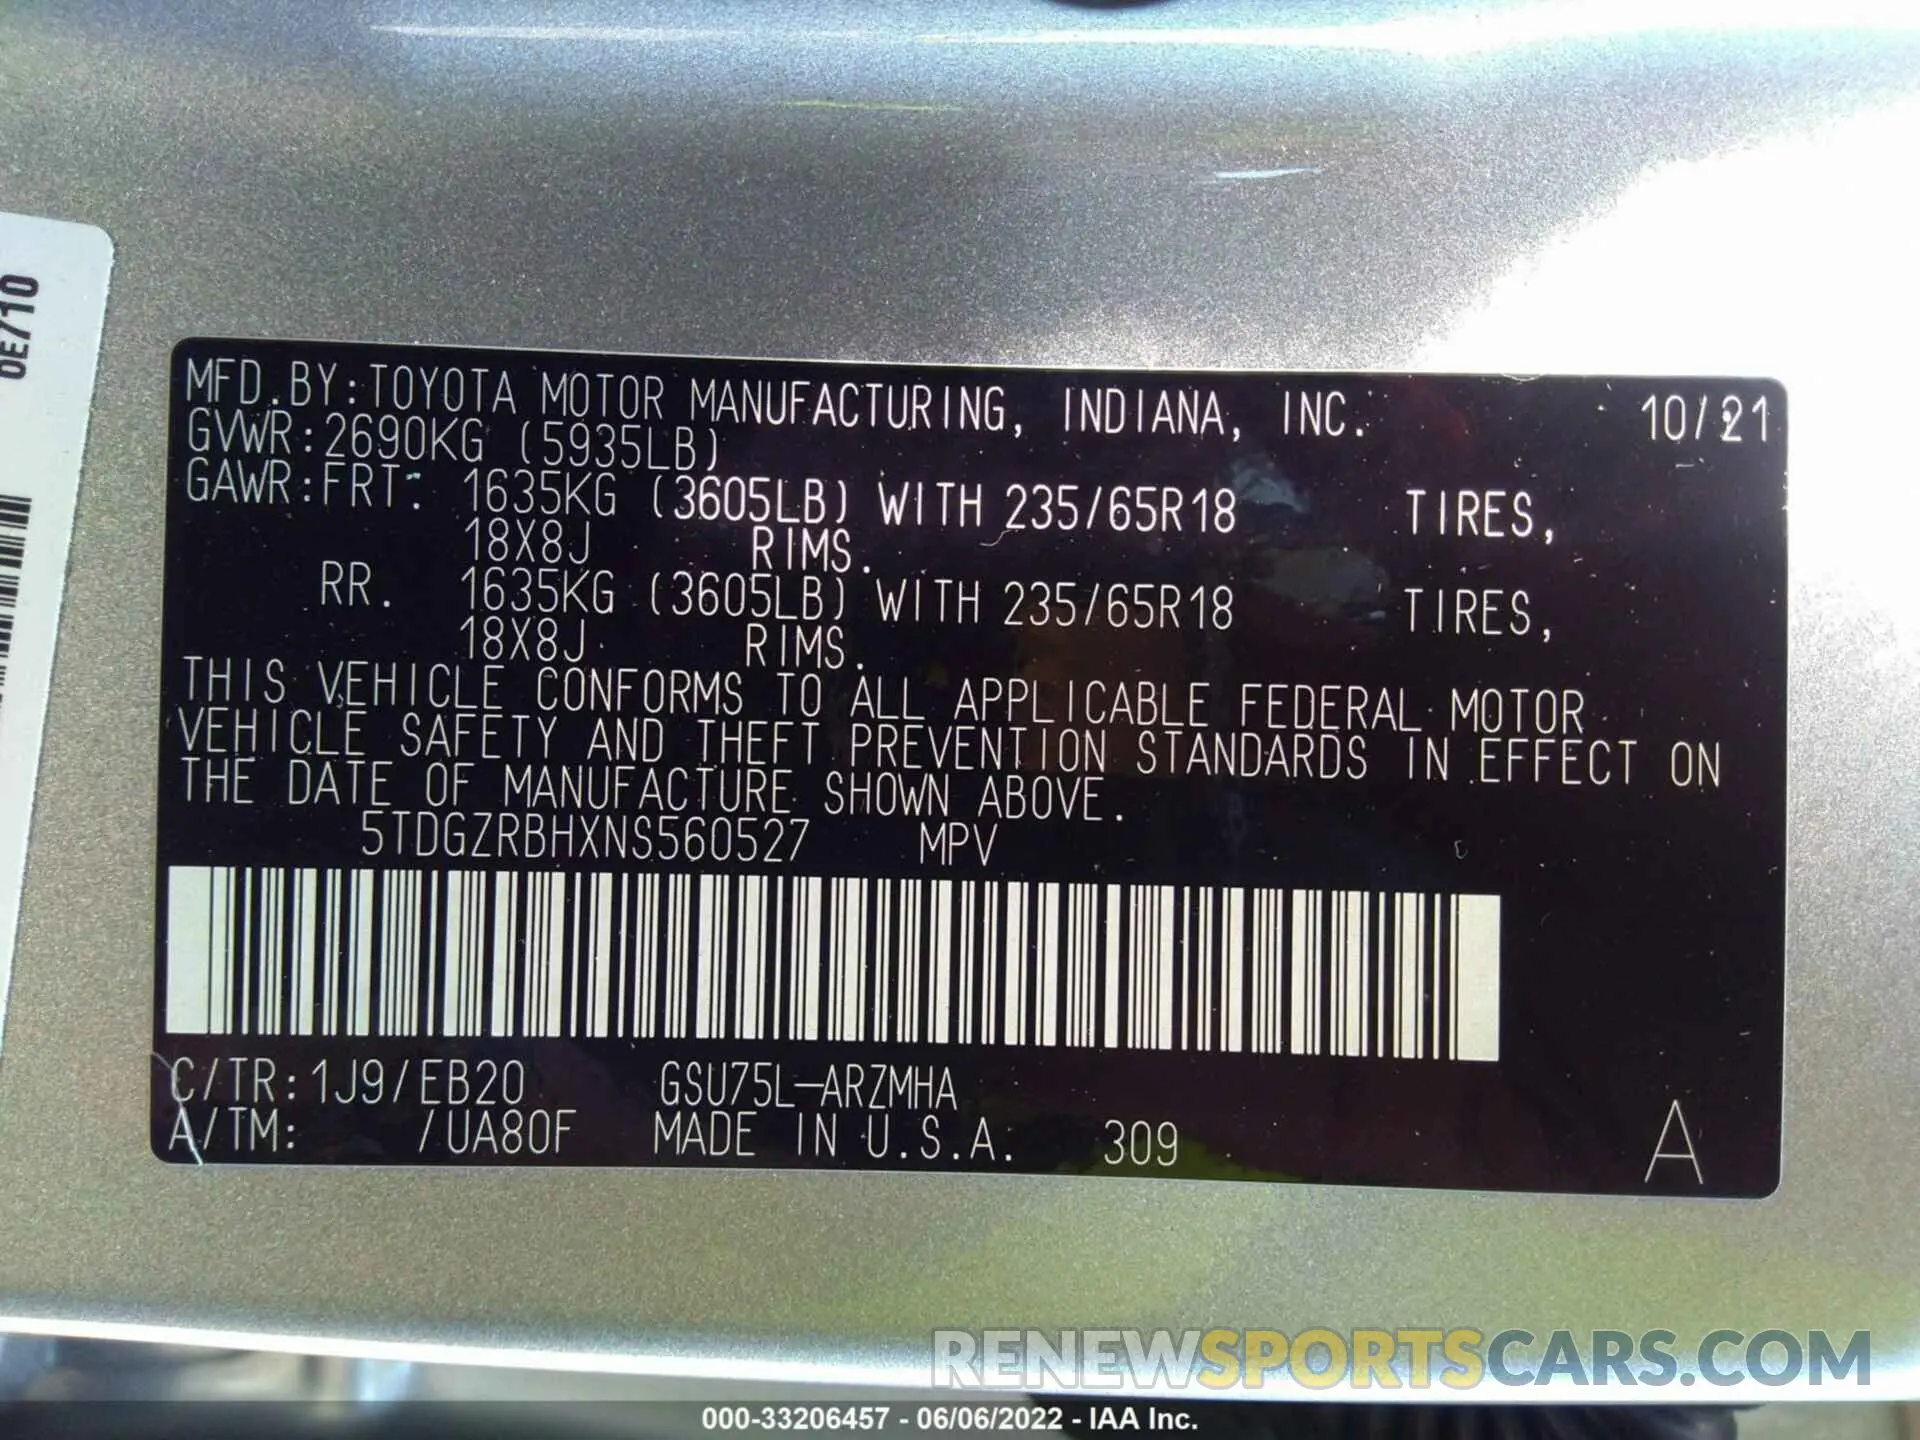 0E710
MFD.BY:TOYOTA MOTOR MANUFACTURING, INDIANA, INC. 10/21
GVWR:2690KG (5935LB)
GAWR:FRT. 1635KG (3605LB) WITH 235/65R18 TIRES,
18X8J RIMS.
RR. 1635KG (3605LB) WITH 235/65R18 TIRES,
18X8J RIMS.
THIS VEHICLE CONFORMS TO ALL APPLICABLE FEDERAL MOTOR
VEHICLE SAFETY AND THEFT PREVENTION STANDARDS IN EFFECT ON
THE DATE OF MANUFACTURE SHOWN ABOVE.
5TDGZRBHXNS560527 MPV
C/TR:1J9/EB20 GSU75L-ARZMHA
A/TM: /UA80F MADE IN U.S.A. 309 A
RENEWSPORTSCARS.COM
000-33206457 - 06/06/2022 - IAA Inc.